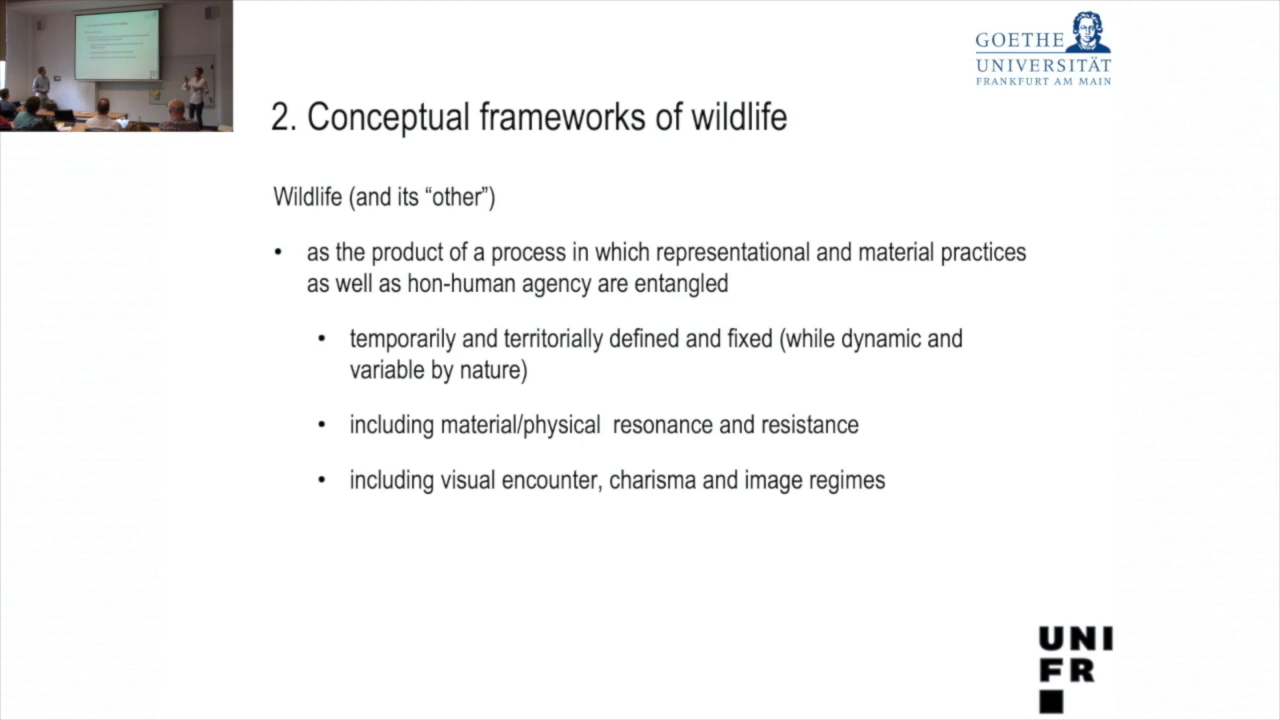 GOETHE
UNIVERSITÄT
FRANKFURT AM MAIN
2. Conceptual frameworks of wildlife
Wildlife (and its “other”)
• as the product of a process in which representational and material practices
as well as hon-human agency are entangled
• temporarily and territorially defined and fixed (while dynamic and
variable by nature)
• including material/physical resonance and resistance
• including visual encounter, charisma and image regimes
UNI
FR